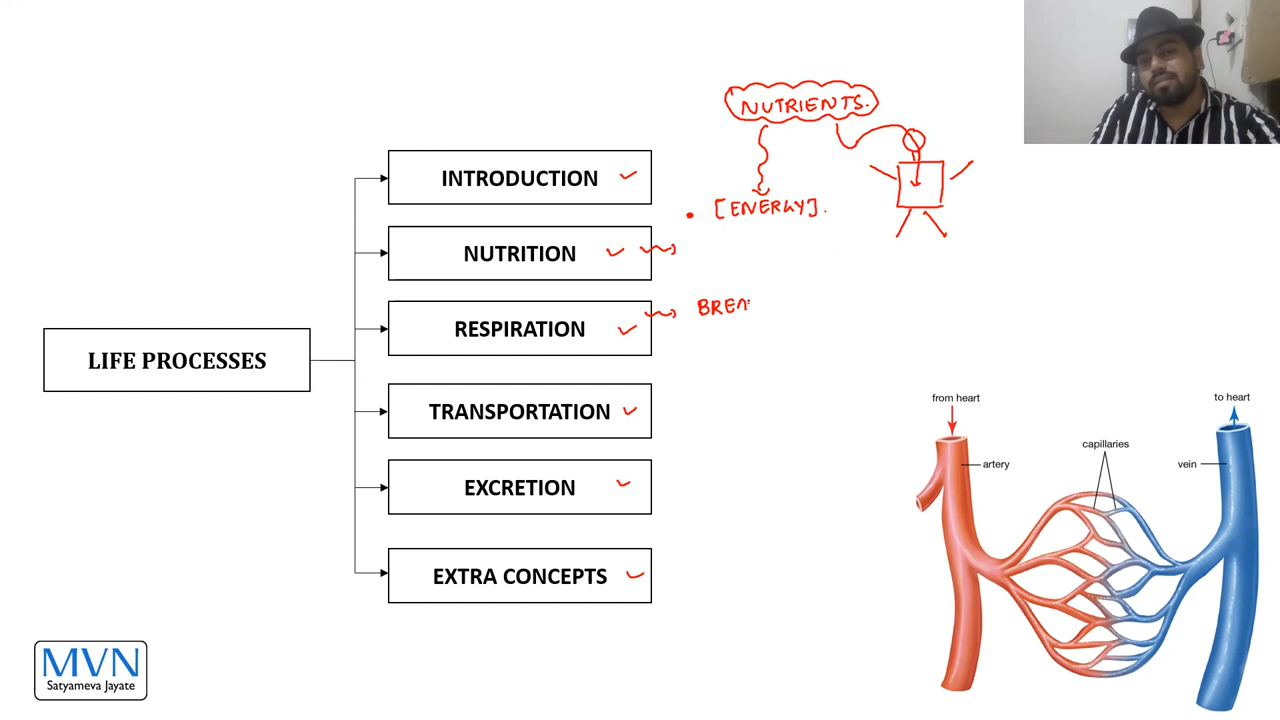 NUTRIENTS.
INTRODUCTION
[ENERGY].
NUTRITION
BREA
RESPIRATION
LIFE PROCESSES
TRANSPORTATION
from heart
to heart
capillaries
artery
vein
EXCRETION
EXTRA CONCEPTS
MVN
Satyameva Jayate